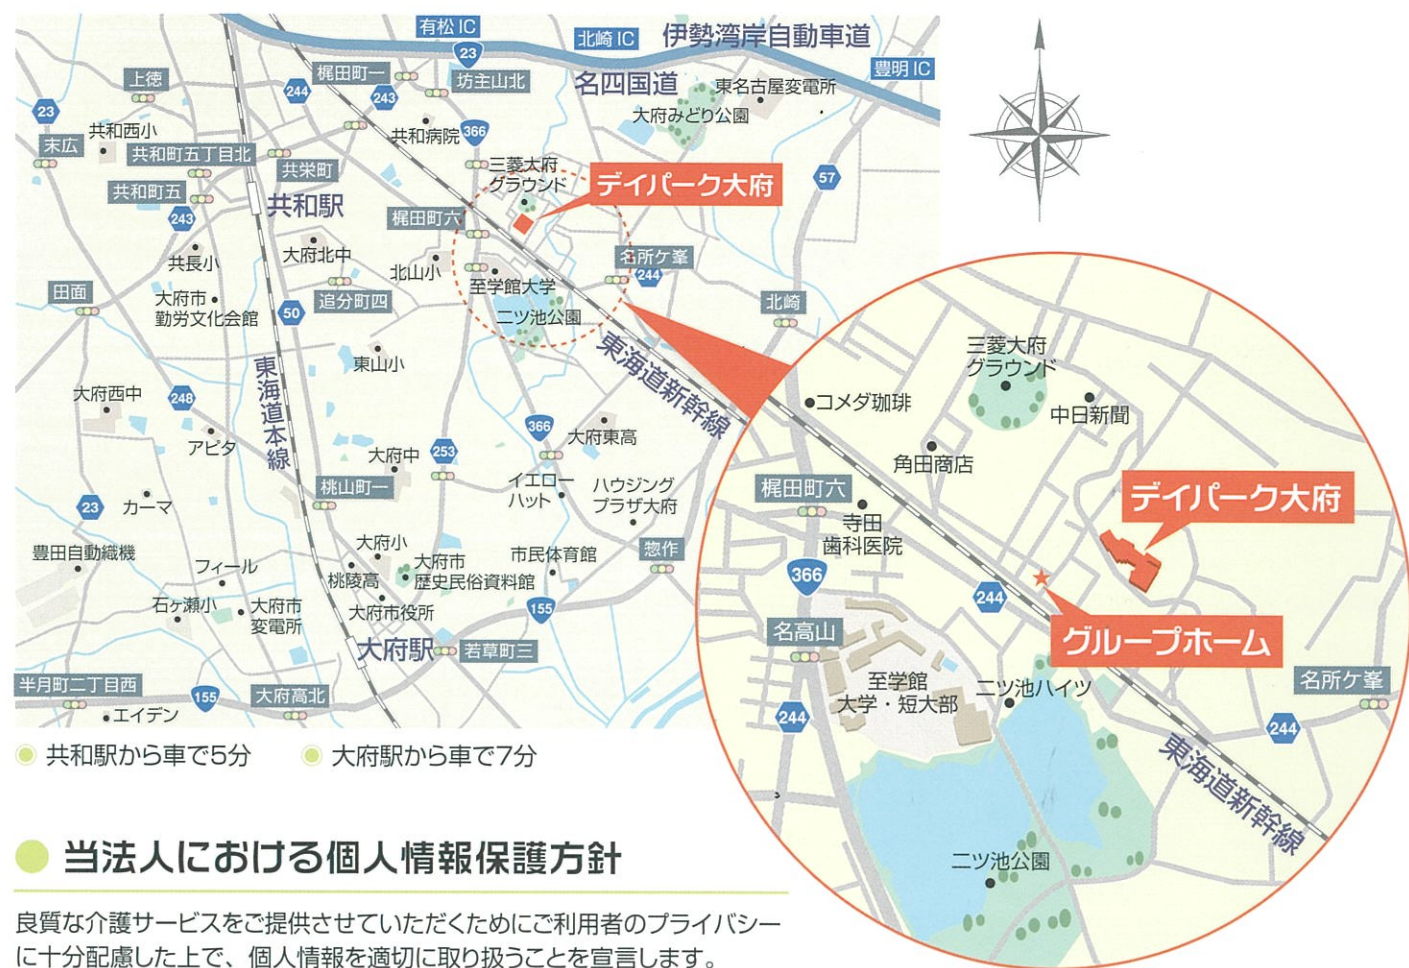 有松IC
23
北崎IC
伊勢湾岸自動車道
豊明IC
名四国道
上徳
244
梶田町一
243
坊主山北
東名古屋変電所
大府みどり公園
23
末広
共和西小
共和町五丁目北
共和病院
366
共栄町
三菱大府
グラウンド
デイパーク大府
57
共和町五
243
共和駅
梶田町六
共長小
大府北中
北山小
至学館大学
名所ケ峯
244
田面
大府市
勤労文化会館
追分町四
50
二ツ池公園
北崎
東海道新幹線
東海道本線
東山小
大府西中
248
アピタ
大府中
253
366
大府東高
イエロー
ハット
ハウジング
プラザ大府
23
カーマ
桃山町一
豊田自動織機
フィール
大府小
桃陵高
大府市
歴史民俗資料館
市民体育館
惣作
石ヶ瀬小
大府市
変電所
大府市役所
155
大府駅
若草町三
半月町二丁目西
155
大府高北
エイデン
三菱大府
グラウンド
コメダ珈琲
中日新聞
角田商店
梶田町六
寺田
歯科医院
デイパーク大府
366
244
グループホーム
名高山
至学館
大学・短大部
二ツ池ハイツ
名所ケ峯
244
244
東海道新幹線
二ツ池公園
共和駅から車で5分
大府駅から車で7分
当法人における個人情報保護方針
良質な介護サービスをご提供させていただくためにご利用者のプライバシー
に十分配慮した上で、個人情報を適切に取り扱うことを宣言します。